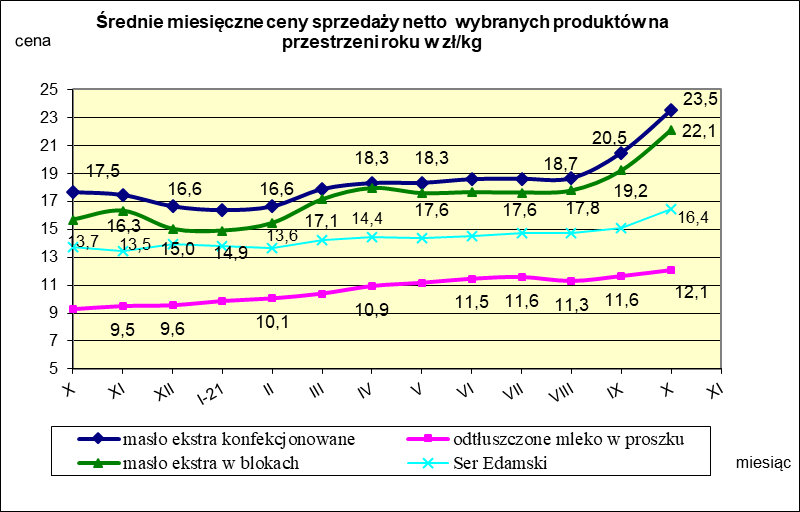 Średnie miesięczne ceny sprzedaży netto wybranych produktów na
przestrzeni roku w zł/kg
cena
25
23
21
19
17
15
13
11
9
7
5
17,5 16,6 16,6 18,3 18,3 18,7 20,5 23,5
16,3 15,0 14,9 17,1 17,6 17,6 17,8 19,2 22,1
13,7 13,5 13,6 14,4 16,4
9,5 9,6 10,1 10,9 11,5 11,6 11,3 11,6 12,1
X XI XII I-21 II III IV V VI VII VIII IX X XI
masło ekstra konfekcjonowane odtłuszczone mleko w proszku
masło ekstra w blokach Ser Edamski
miesiąc